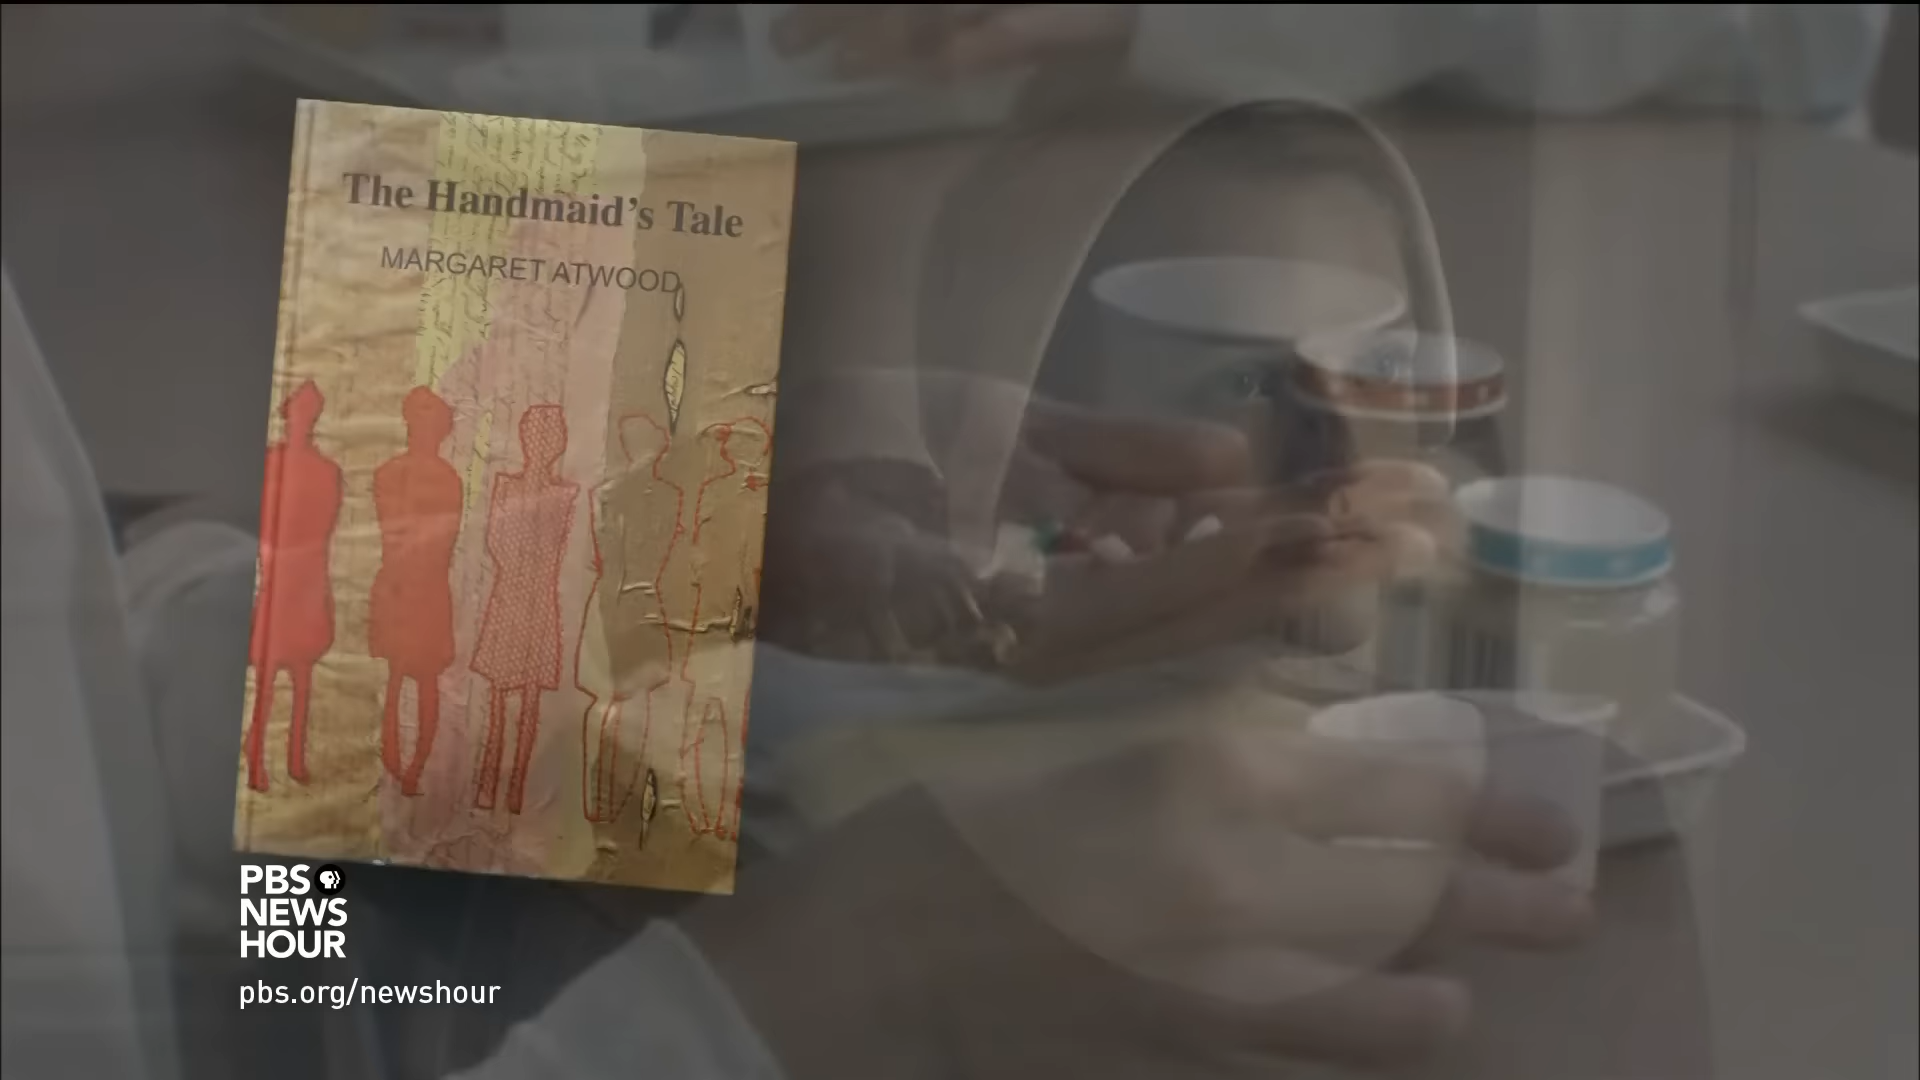 The Handmaid's Tale
MARGARET ATWOOD
PBS
NEWS
HOUR
pbs.org/newshour